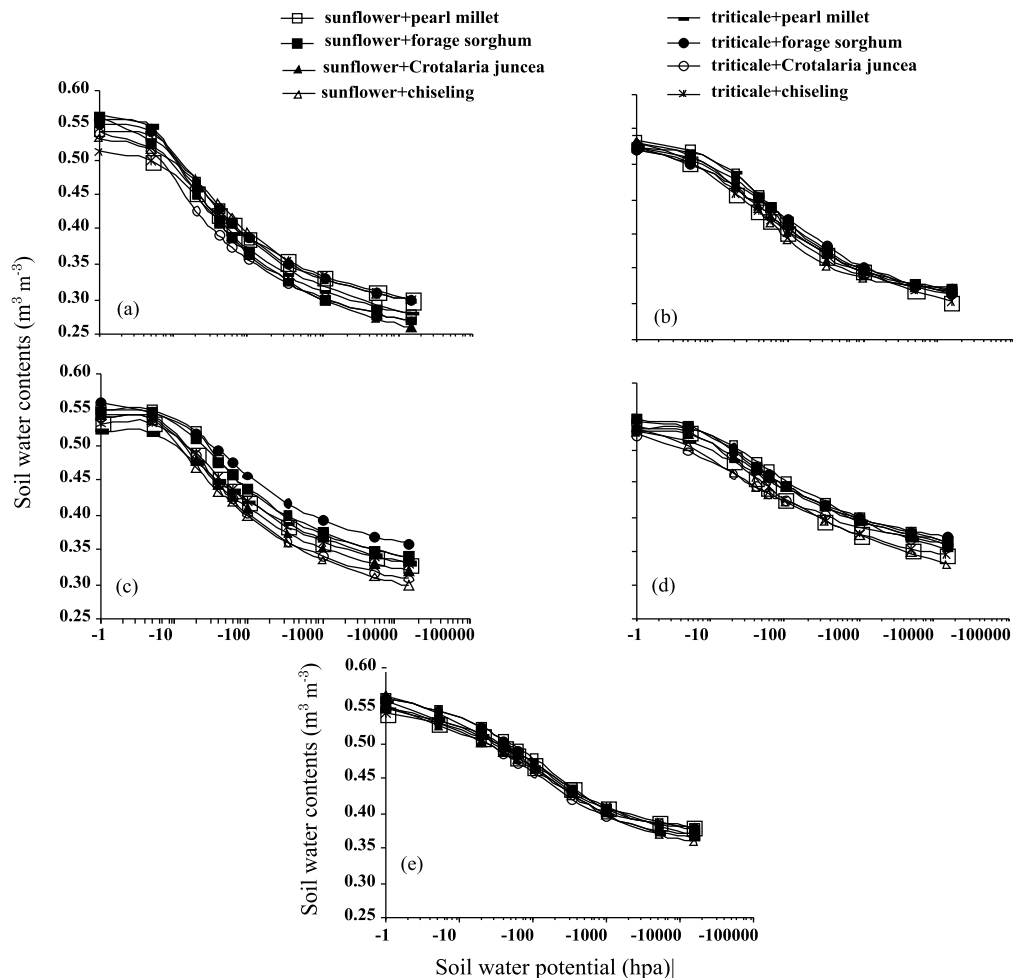 sunflower+pearl millet
sunflower+forage sorghum
sunflower+Crotalaria juncea
sunflower+chiseling
triticale+pearl millet
triticale+forage sorghum
triticale+Crotalaria juncea
triticale+chiseling
Soil water contents (m³ m⁻³)
0.60
0.55
0.50
0.45
0.40
0.35
0.30
0.25
(a)
(b)
0.60
0.55
0.50
0.45
0.40
0.35
0.30
0.25
(c)
-1 -10 -100 -1000 -10000 -100000
(d)
-1 -10 -100 -1000 -10000 -100000
Soil water contents (m³ m⁻³)
0.60
0.55
0.50
0.45
0.40
0.35
0.30
0.25
(e)
-1 -10 -100 -1000 -10000 -100000
Soil water potential (hpa)|